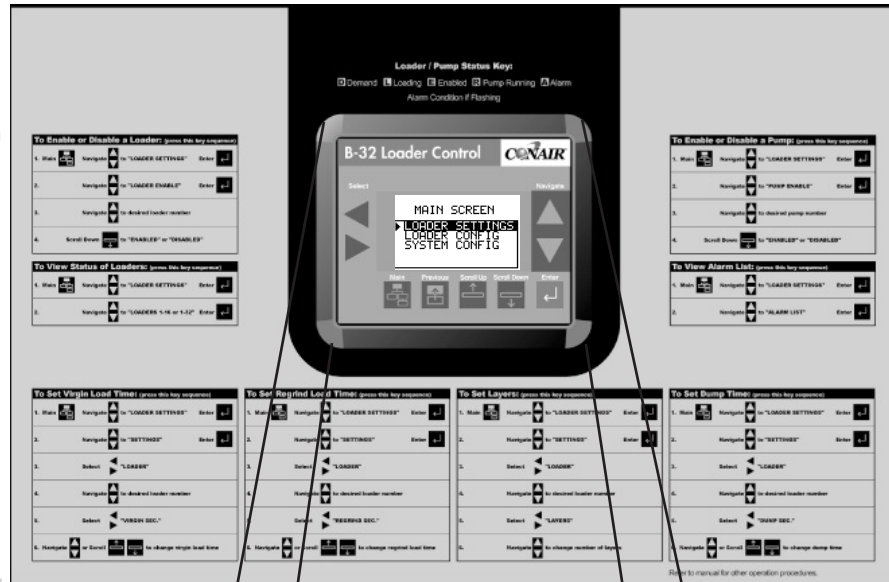 Loader / Pump Status Key:
D Demand L Loading E Enabled R Pump Running A Alarm
Alarm Condition if Flashing
To Enable or Disable a Loader: (press this key sequence)
1. Main Navigate to "LOADER SETTINGS" Enter
2. Navigate to "LOADER ENABLE" Enter
3. Navigate to desired loader number
4. Scroll Down to "ENABLED" or "DISABLED"
To View Status of Loaders: (press this key sequence)
1. Main Navigate to "LOADER SETTINGS" Enter
2. Navigate to "LOADERS 1-16 or 1-32" Enter
B-32 Loader Control CONAIR
Select Navigate
MAIN SCREEN
LOADER SETTINGS
LOADER CONFIG
SYSTEM CONFIG
Main Previous Scroll Up Scroll Down Enter
To Enable or Disable a Pump: (press this key sequence)
1. Main Navigate to "LOADER SETTINGS" Enter
2. Navigate to "PUMP ENABLE" Enter
3. Navigate to desired pump number
4. Scroll Down to "ENABLED" or "DISABLED"
To View Alarm List: (press this key sequence)
1. Main Navigate to "LOADER SETTINGS" Enter
2. Navigate to "ALARM LIST" Enter
To Set Virgin Load Time: (press this key sequence)
1. Main Navigate to "LOADER SETTINGS" Enter
2. Navigate to "SETTINGS" Enter
3. Select "LOADER"
4. Navigate to desired loader number
5. Select "VIRGIN SEC."
6. Navigate or Scroll to change virgin load time
To Set Regrind Load Time: (press this key sequence)
1. Main Navigate to "LOADER SETTINGS" Enter
2. Navigate to "SETTINGS" Enter
3. Select "LOADER"
4. Navigate to desired loader number
5. Select "REGRIND SEC."
6. Navigate or Scroll to change regrind load time
To Set Layers: (press this key sequence)
1. Main Navigate to "LOADER SETTINGS" Enter
2. Navigate to "SETTINGS" Enter
3. Select "LOADER"
4. Navigate to desired loader number
5. Select "LAYERS"
6. Navigate to change number of layers
To Set Dump Time: (press this key sequence)
1. Main Navigate to "LOADER SETTINGS" Enter
2. Navigate to "SETTINGS" Enter
3. Select "LOADER"
4. Navigate to desired loader number
5. Select "DUMP SEC."
6. Navigate or Scroll to change dump time
Refer to manual for other operation procedures.